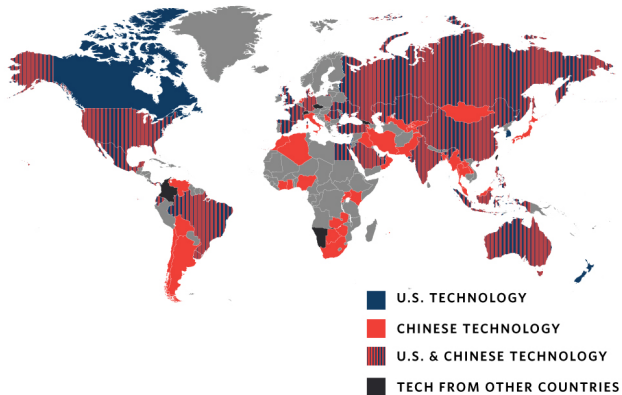 U.S. TECHNOLOGY
CHINESE TECHNOLOGY
U.S. & CHINESE TECHNOLOGY
TECH FROM OTHER COUNTRIES